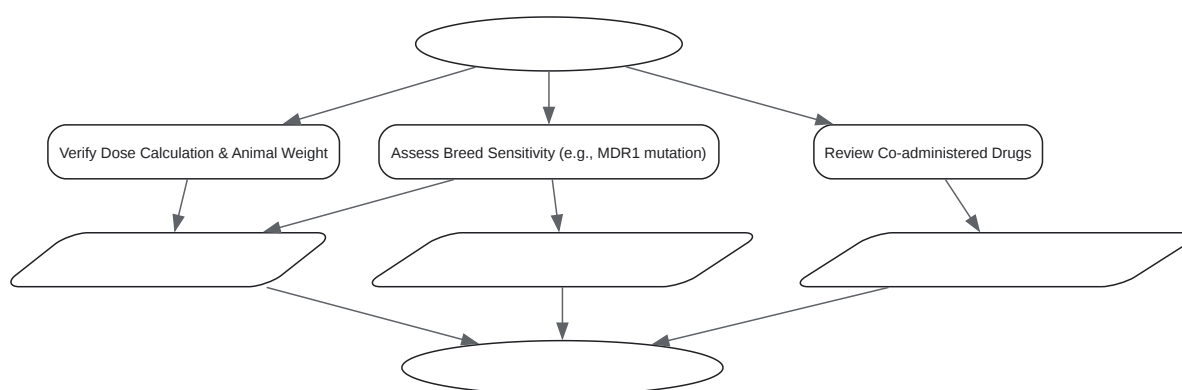 Verify Dose Calculation & Animal Weight
Assess Breed Sensitivity (e.g., MDR1 mutation)
Review Co-administered Drugs